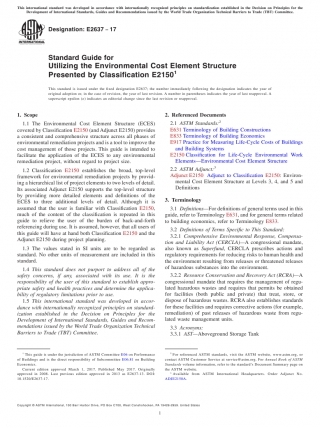 This international standard was developed in accordance with internationally recognized principles on standardization established in the Decision on Principles for the
Development of International Standards, Guides and Recommendations issued by the World Trade Organization Technical Barriers to Trade (TBT) Committee.
Designation: E2637 - 17
Standard Guide for
Utilizing the Environmental Cost Element Structure
Presented by Classification E2150¹
This standard is issued under the fixed designation E2637; the number immediately following the designation indicates the year of
original adoption or, in the case of revision, the year of last revision. A number in parentheses indicates the year of last reapproval. A
superscript epsilon (ε) indicates an editorial change since the last revision or reapproval.
1. Scope
1.1 The Environmental Cost Element Structure (ECES)
covered by Classification E2150 (and Adjunct E2150) provides
a consistent and comprehensive structure across all phases of
environmental remediation projects and is a tool to improve the
cost management of those projects. This guide is intended to
facilitate the application of the ECES to any environmental
remediation project, without regard to project size.
1.2 Classification E2150 establishes the broad, top-level
framework for environmental remediation projects by provid-
ing a hierarchical list of project elements to two levels of detail.
Its associated Adjunct E2150 supports the top-level structure
by providing more detailed elements and definitions of the
ECES to three additional levels of detail. Although it is
assumed that the user is familiar with Classification E2150,
much of the content of the classification is repeated in this
guide to relieve the user of the burden of back-and-forth
referencing during use. It is assumed, however, that all users of
this guide will have at hand both Classification E2150 and the
Adjunct E2150 during project planning.
1.3 The values stated in SI units are to be regarded as
standard. No other units of measurement are included in this
standard.
1.4 This standard does not purport to address all of the
safety concerns, if any, associated with its use. It is the
responsibility of the user of this standard to establish appro-
priate safety and health practices and determine the applica-
bility of regulatory limitations prior to use.
1.5 This international standard was developed in accor-
dance with internationally recognized principles on standard-
ization established in the Decision on Principles for the
Development of International Standards, Guides and Recom-
mendations issued by the World Trade Organization Technical
Barriers to Trade (TBT) Committee.
¹ This guide is under the jurisdiction of ASTM Committee E06 on Performance
of Buildings and is the direct responsibility of Subcommittee E06.81 on Building
Economics.
Current edition approved March 1, 2017. Published May 2017. Originally
approved in 2008. Last previous edition approved in
2. Referenced Documents
2.1 ASTM Standards:²
E631 Terminology of Building Constructions
E833 Terminology of Building Economics
E917 Practice for Measuring Life-Cycle Costs of Buildings
and Building Systems
E2150 Classification for Life-Cycle Environmental Work
Elements—Environmental Cost Element Structure
2.2 ASTM Adjunct:³
Adjunct E2150 Adjunct to Classification E2150: Environ-
mental Cost Element Structure at Levels 3, 4, and 5 and
Definitions
3. Terminology
3.1 Definitions—For definitions of general terms used in this
guide, refer to Terminology E631, and for general terms related
to building economics, refer to Terminology E833.
3.2 Definitions of Terms Specific to This Standard:
3.2.1 Comprehensive Environmental Response, Compensa-
tion and Liability Act (CERCLA)—A congressional mandate,
also known as Superfund, CERCLA prescribes actions and
regulatory requirements for reducing risks to human health and
the environment resulting from releases or threatened releases
of hazardous substances into the environment.
3.2.2 Resource Conservation and Recovery Act (RCRA)—A
congressional mandate that requires the management of regu-
lated hazardous wastes and requires that permits be obtained
for facilities (both public and private) that treat, store, or
dispose of hazardous wastes. RCRA also establishes standards
for these facilities and requires corrective actions (for example,
remediation) of past releases of hazardous waste from regu-
lated waste management units.
3.3 Acronyms:
3.3.1 AST—Aboveground Storage Tank
² For referenced ASTM standards, visit the ASTM website, www.astm.org, or
contact ASTM Customer Service at service@astm.org. For Annual Book of ASTM
Standards volume information, refer to the standard's Document Summary page on
the ASTM website.
³ Available from ASTM International Headquarters. Order Adjunct No.
Copyright © ASTM International, 100 Barr Harbor Drive, PO Box C700, West Conshohocken, PA 19428-2959. United States
1